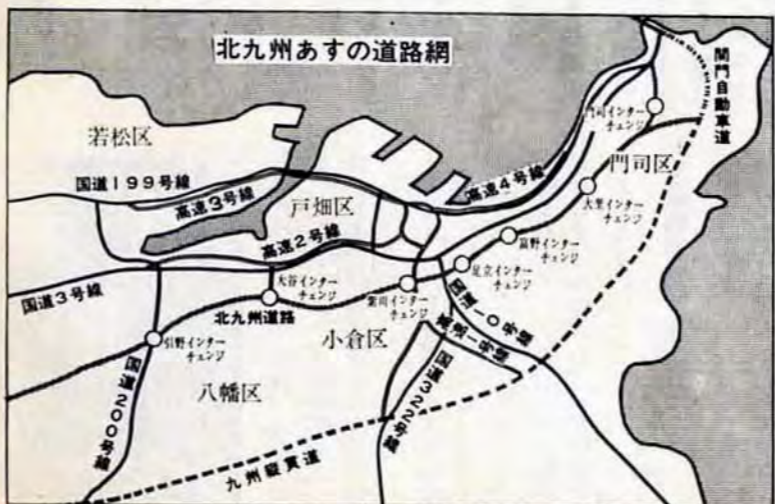 北九州あすの道路網
関門自動車道
門司インター
チェンジ
若松区
門司区
国道199号線
高速4号線
高速3号線
大里インター
チェンジ
戸畑区
高速2号線
富野インター
チェンジ
足立インター
チェンジ
大谷インター
チェンジ
紫川インター
チェンジ
国道3号線
北九州道路
国道10号線
高速1号線
小倉区
引野インター
チェンジ
八幡区
国道322号線
国道200号線
九州縦貫道